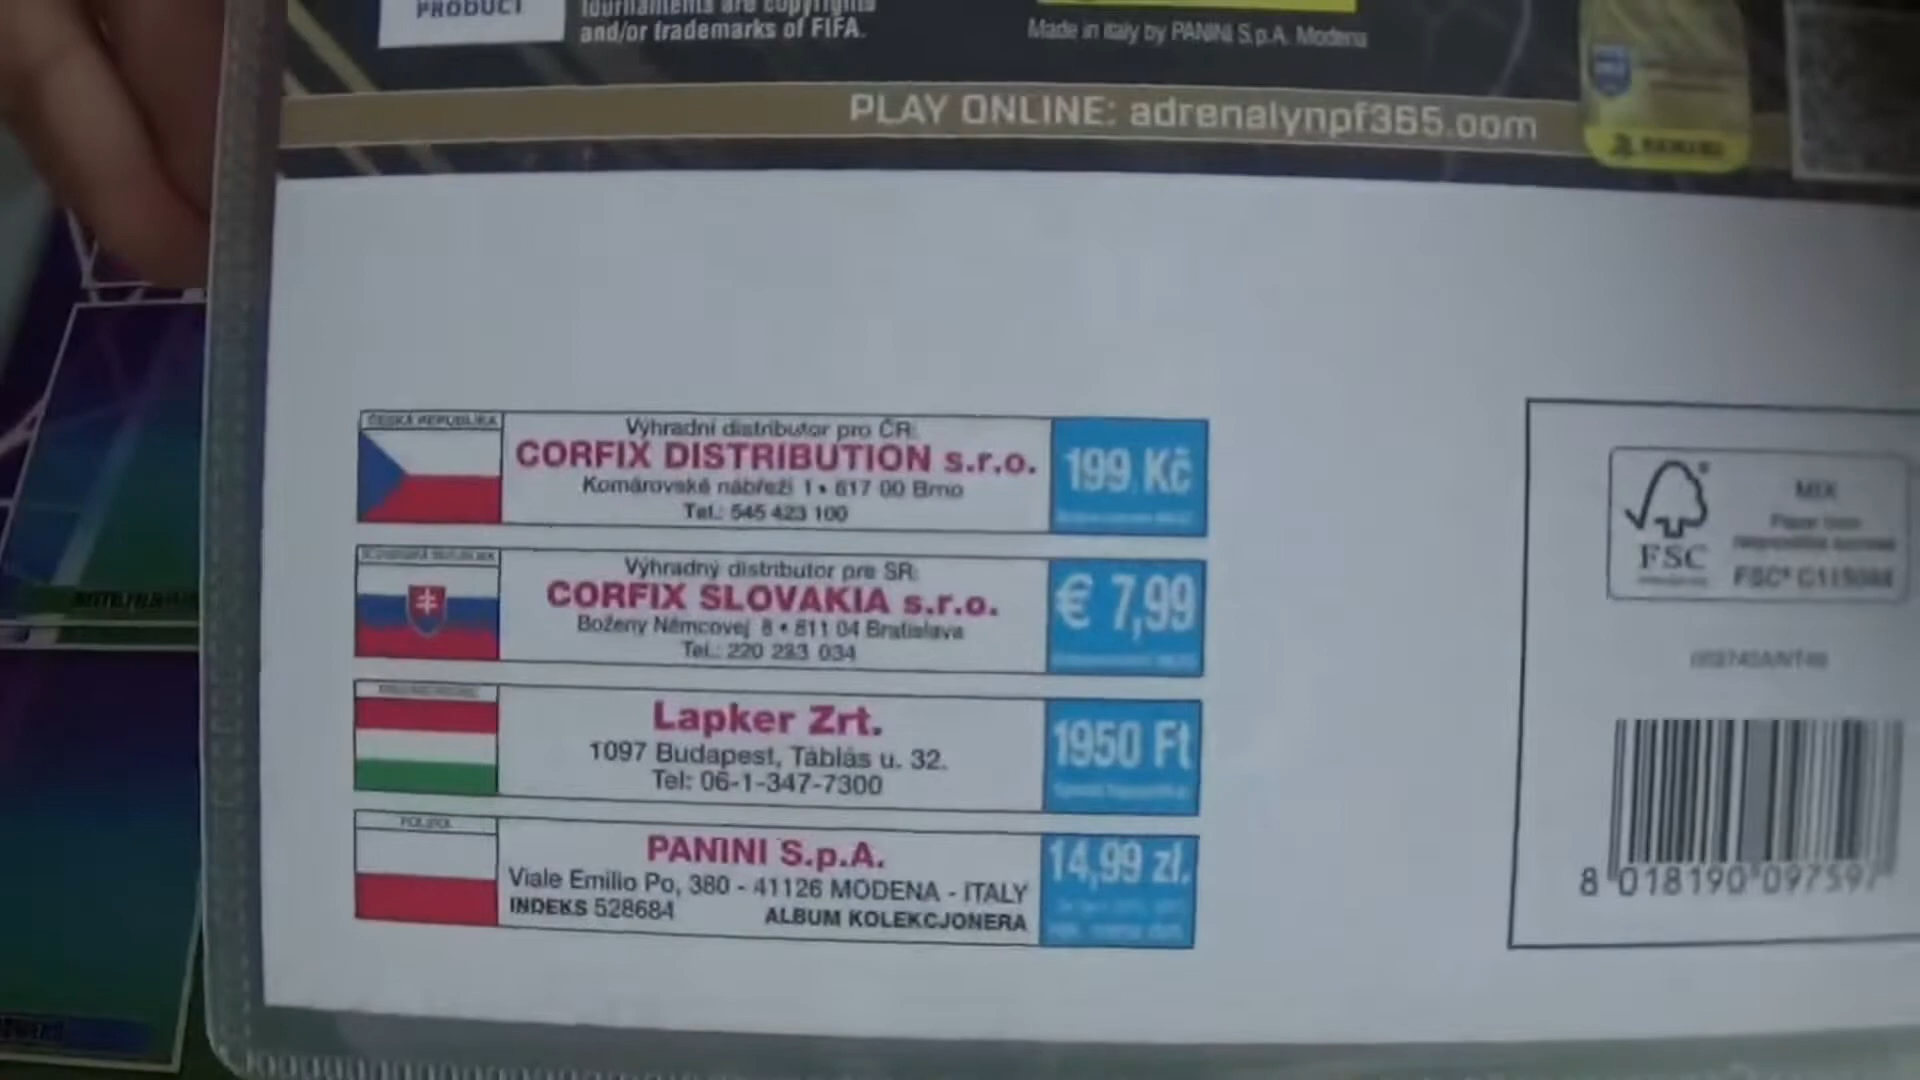 PRODUCT
tournaments are copyrights
and/or trademarks of FIFA.
Made in Italy by PANINI S.p.A. Modena
PLAY ONLINE: adrenalynpf365.com
PANINI
ČESKÁ REPUBLIKA
Výhradní distributor pro ČR:
CORFIX DISTRIBUTION s.r.o.
Komárovské nábřeží 1 • 617 00 Brno
Tel.: 545 423 100
199 Kč
Výhradný distributor pre SR:
CORFIX SLOVAKIA s.r.o.
Boženy Němcovej 8 • 811 04 Bratislava
Tel.: 220 283 034
€ 7,99
Lapker Zrt.
1097 Budapest, Táblás u. 32.
Tel: 06-1-347-7300
1950 Ft
POLSKA
PANINI S.p.A.
Viale Emilio Po, 380 - 41126 MODENA - ITALY
INDEKS 528684 ALBUM KOLEKCJONERA
14,99 zł.
FSC
MIX
8 018190 097597